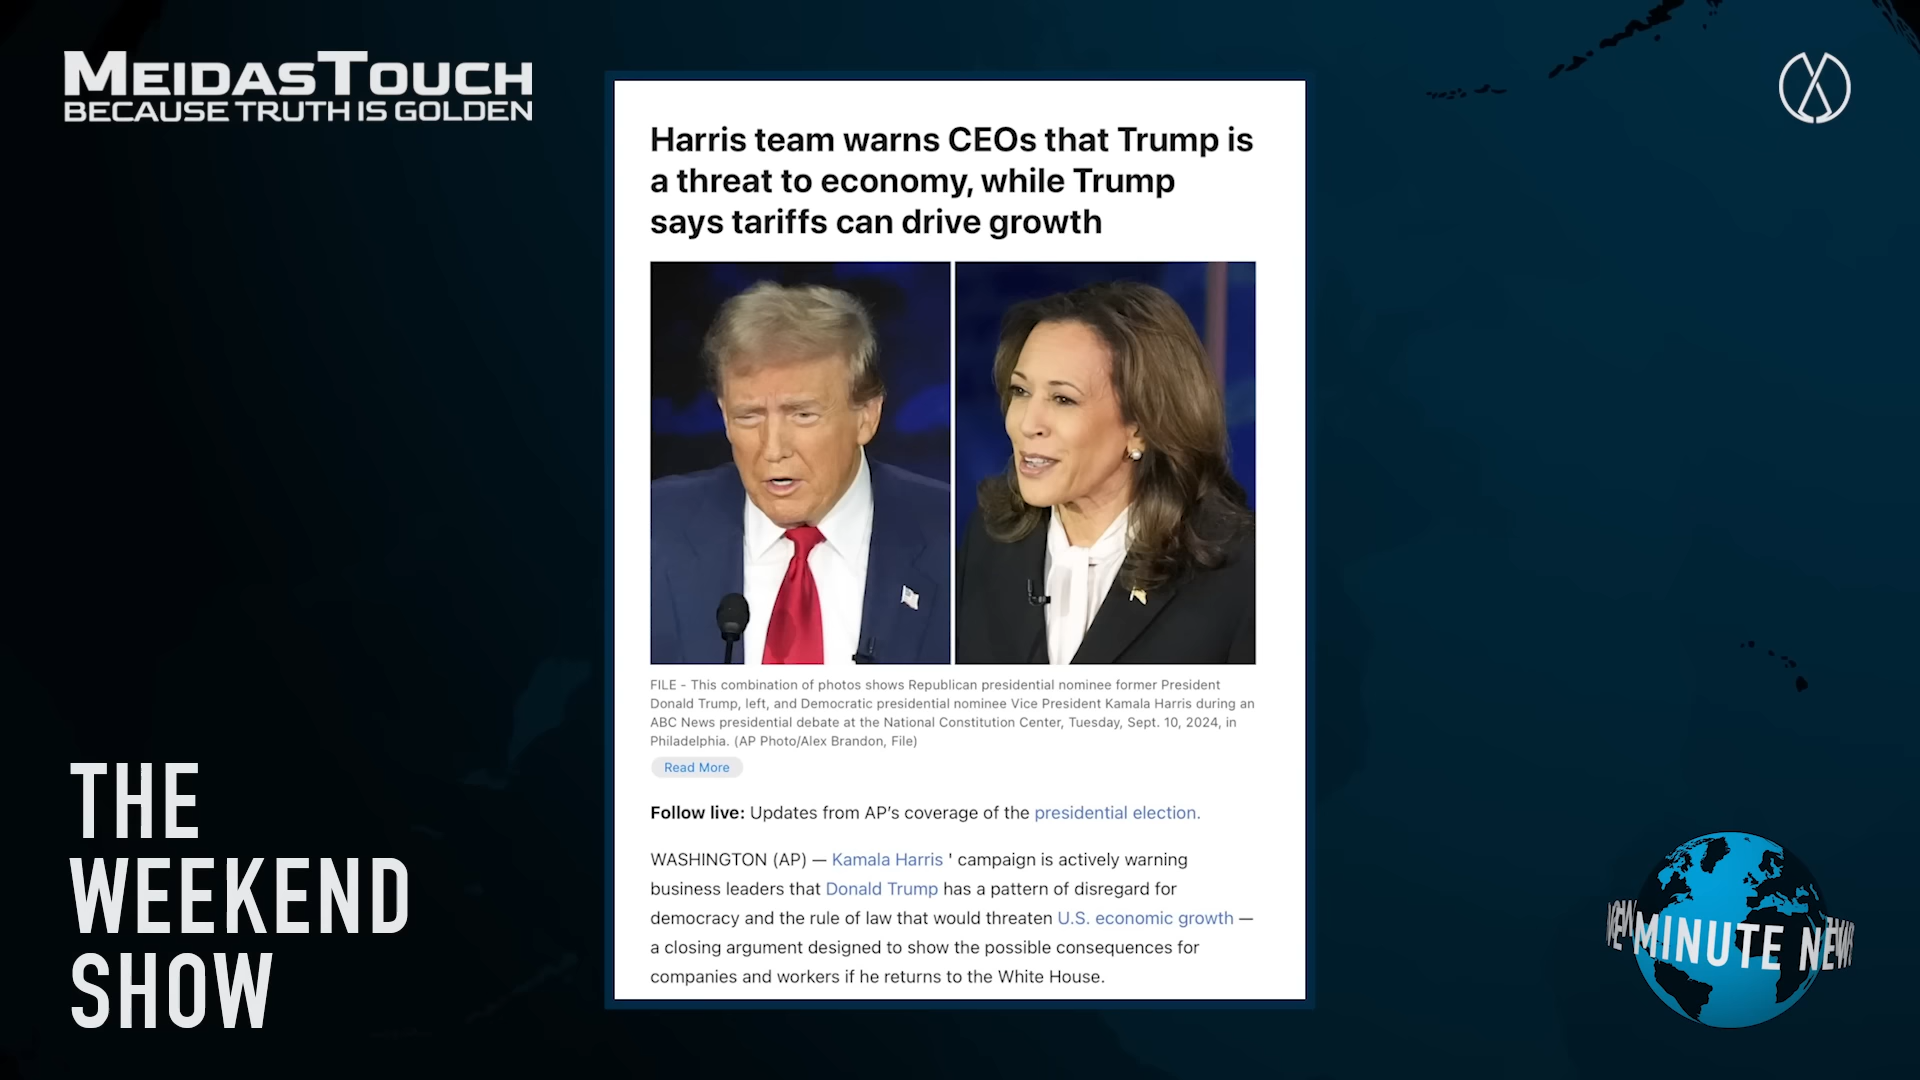 MEIDASTOUCH
BECAUSE TRUTH IS GOLDEN
Harris team warns CEOs that Trump is
a threat to economy, while Trump
says tariffs can drive growth
FILE - This combination of photos shows Republican presidential nominee former President
Donald Trump, left, and Democratic presidential nominee Vice President Kamala Harris during an
ABC News presidential debate at the National Constitution Center, Tuesday, Sept. 10, 2024, in
Philadelphia. (AP Photo/Alex Brandon, File)
Read More
Follow live: Updates from AP’s coverage of the presidential election.
WASHINGTON (AP) — Kamala Harris ' campaign is actively warning
business leaders that Donald Trump has a pattern of disregard for
democracy and the rule of law that would threaten U.S. economic growth —
a closing argument designed to show the possible consequences for
companies and workers if he returns to the White House.
THE
WEEKEND
SHOW
MINUTE NEWS